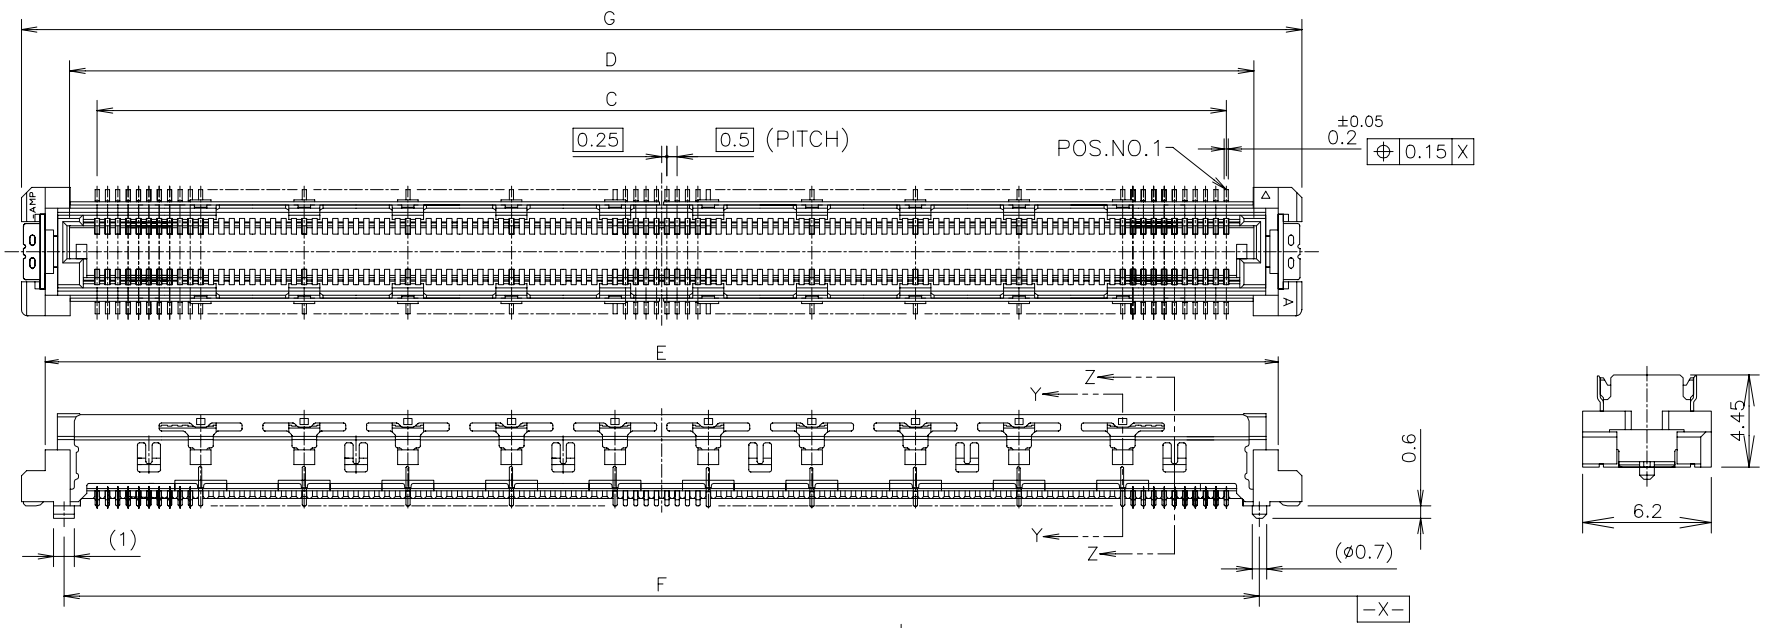 G
D
C
±0.05
0.25
0.5 (PITCH)
POS.NO.1
0.2
⌖ 0.15 X
AMP
A
E
Z
Y
4.45
0.6
6.2
Y
Z
(1)
(ø0.7)
F
-X-